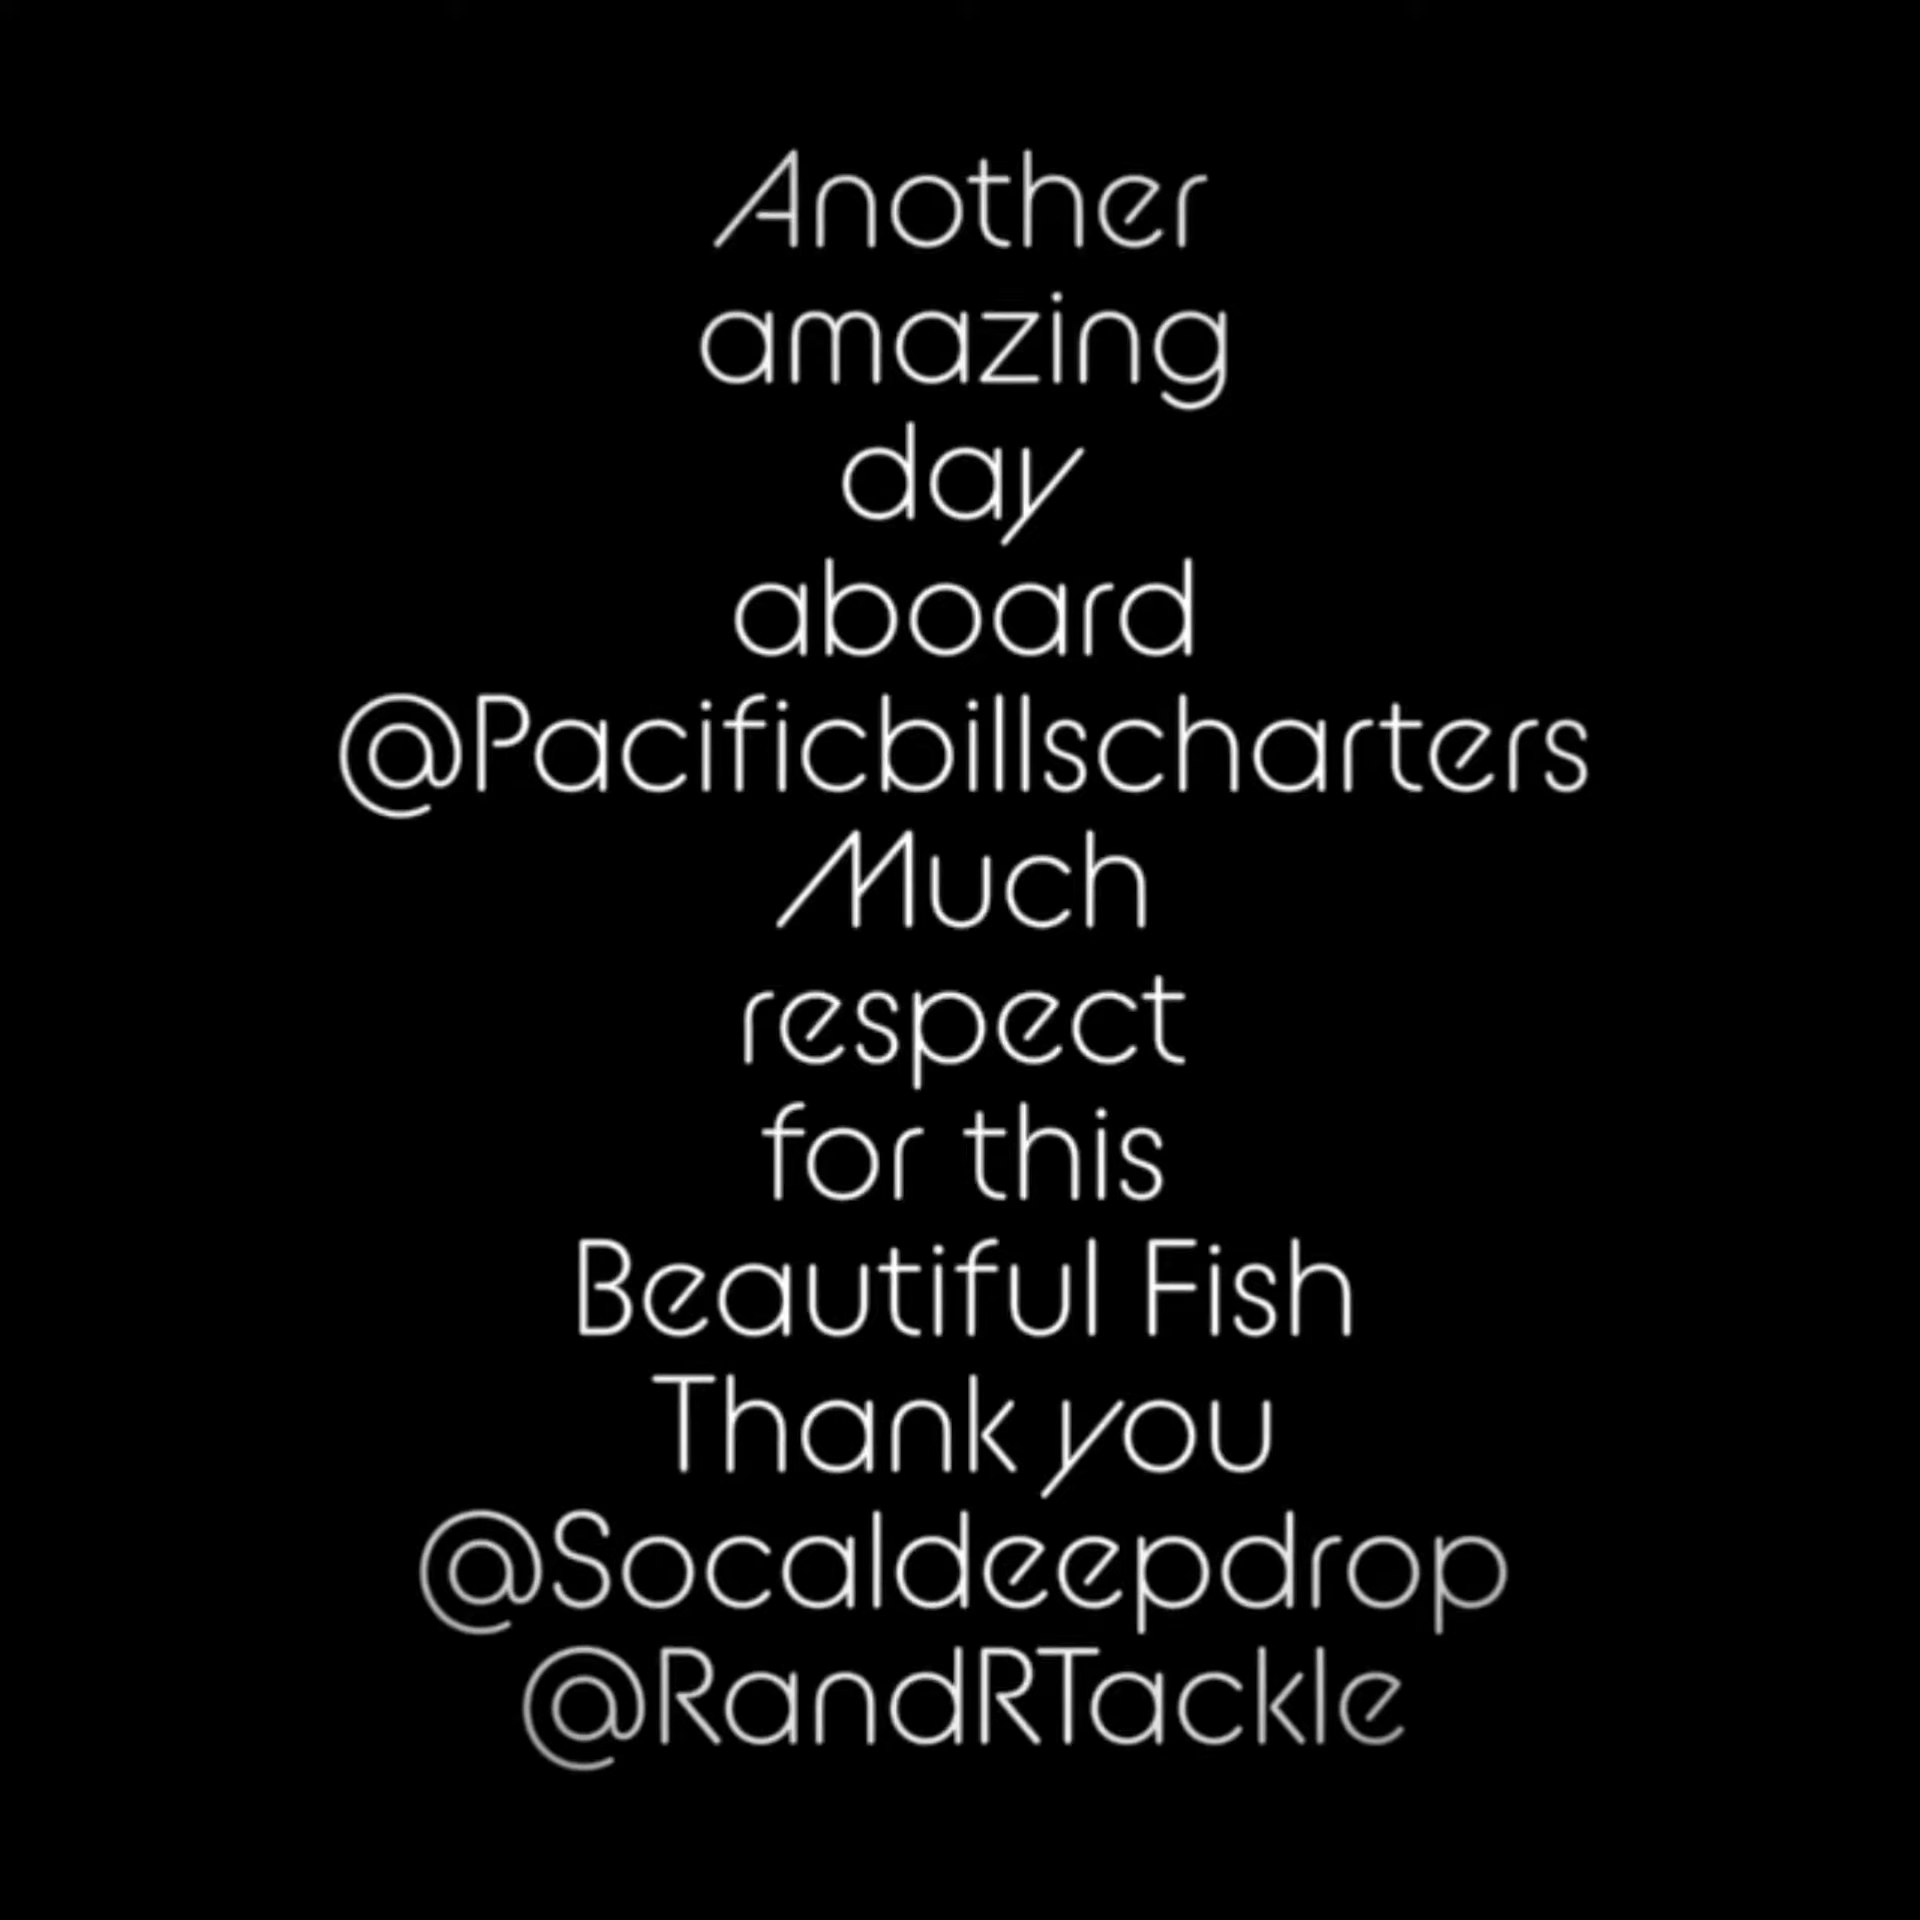 Another
amazing
day
aboard
@Pacificbillscharters
Much
respect
for this
Beautiful Fish
Thank you
@Socaldeepdrop
@RandRTackle